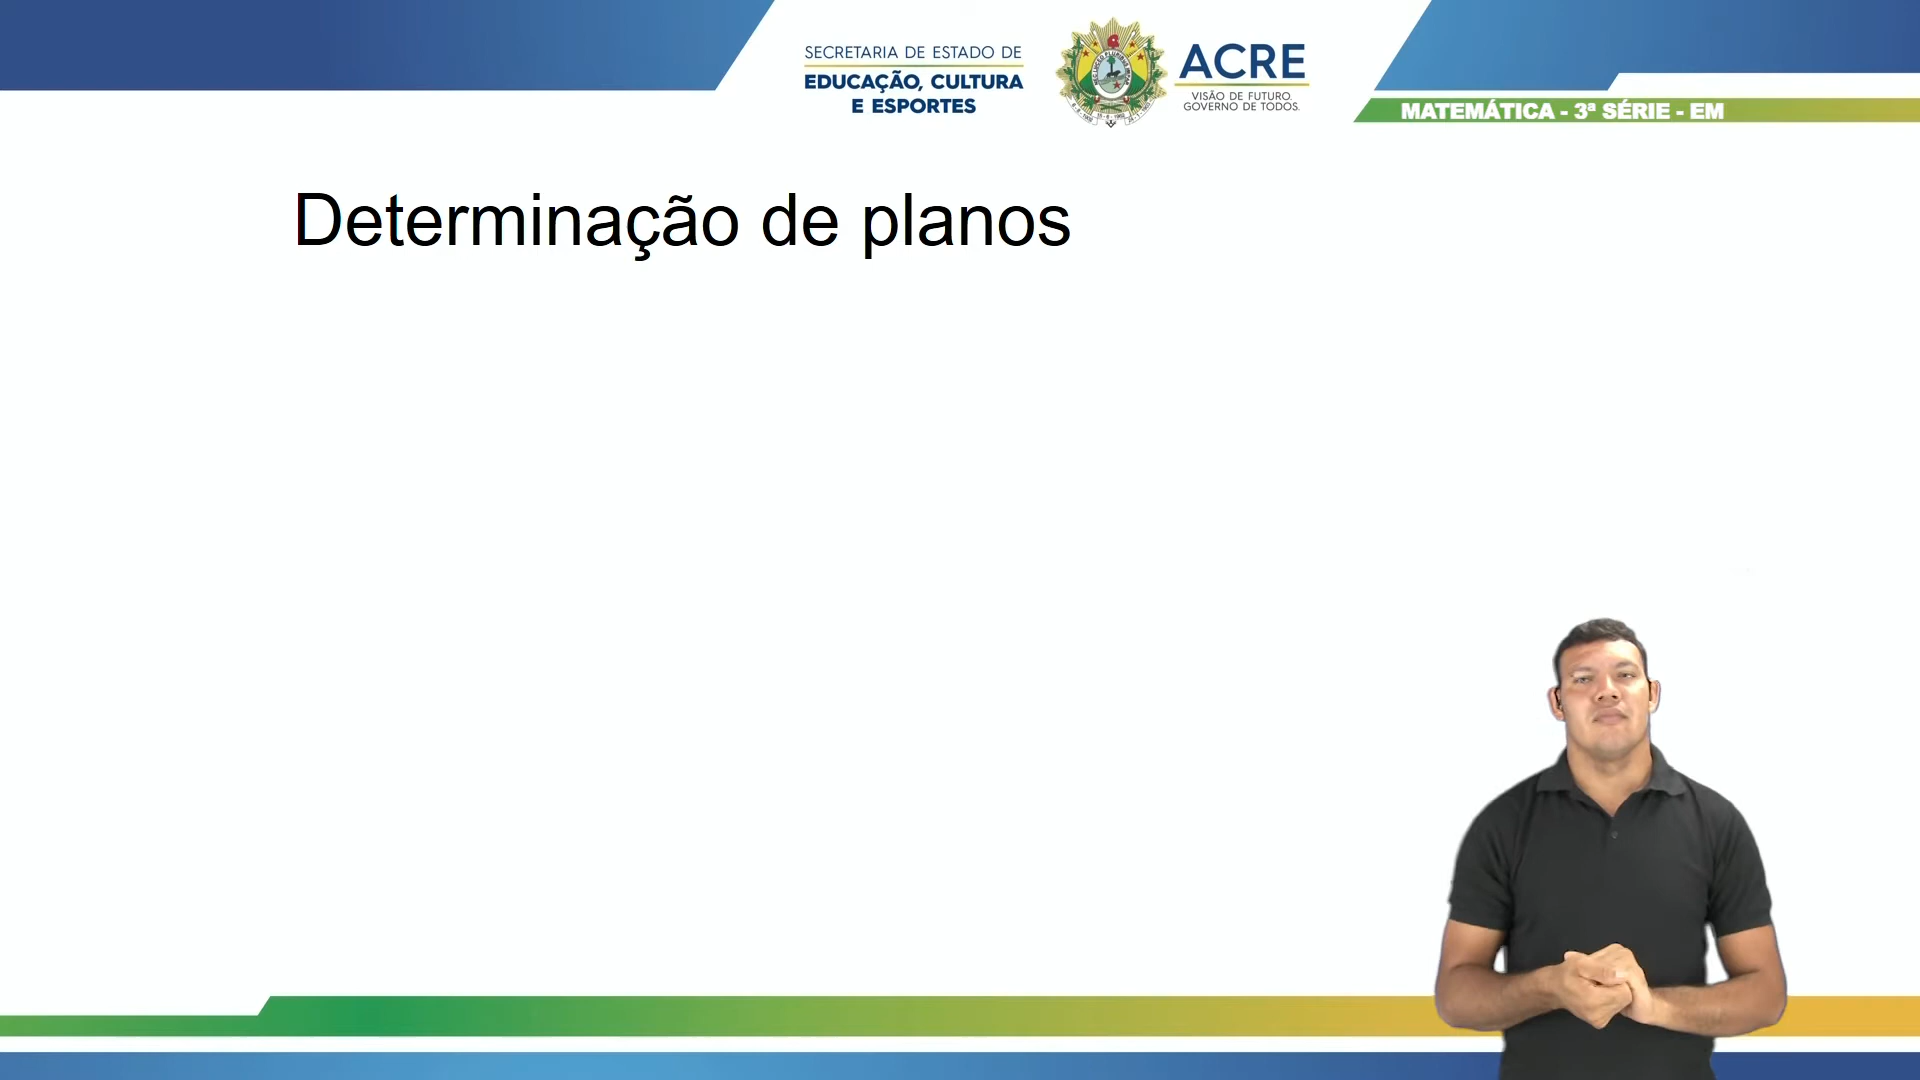 SECRETARIA DE ESTADO DE
EDUCAÇÃO, CULTURA
E ESPORTES
ACRE
VISÃO DE FUTURO.
GOVERNO DE TODOS.
MATEMÁTICA - 3ª SÉRIE - EM
Determinação de planos